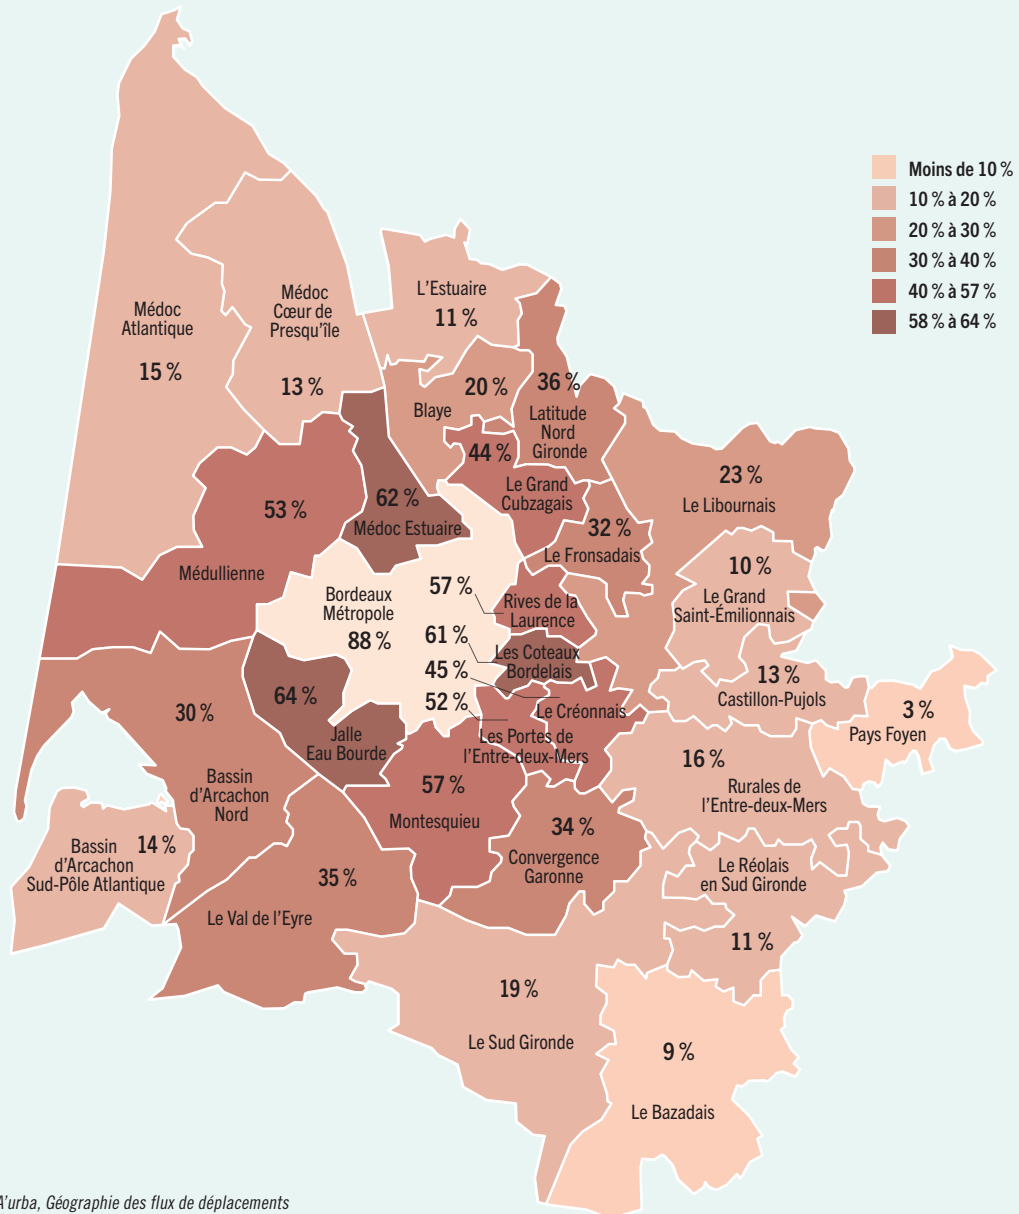 Moins de 10 %
10 % à 20 %
20 % à 30 %
30 % à 40 %
40 % à 57 %
58 % à 64 %
Médoc
Atlantique
15 %
Médoc
Cœur de
Presqu'île
13 %
L'Estuaire
11 %
20 %
Blaye
36 %
Latitude
Nord
Gironde
44 %
Le Grand
Cubzagais
23 %
Le Libournais
53 %
Médullienne
62 %
Médoc Estuaire
32 %
Le Fronsadais
10 %
Le Grand
Saint-Émilionnais
Bordeaux
Métropole
88 %
57 %
Rives de la
Laurence
61 %
Les Coteaux
Bordelais
45 %
Le Créonnais
52 %
Les Portes de
l'Entre-deux-Mers
13 %
Castillon-Pujols
3 %
Pays Foyen
64 %
Jalle
Eau Bourde
30 %
Bassin
d'Arcachon
Nord
16 %
Rurales de
l'Entre-deux-Mers
57 %
Montesquieu
34 %
Convergence
Garonne
Bassin
d'Arcachon
Sud-Pôle Atlantique
14 %
35 %
Le Val de l'Eyre
Le Réolais
en Sud Gironde
11 %
19 %
Le Sud Gironde
9 %
Le Bazadais
A'urba, Géographie des flux de déplacements